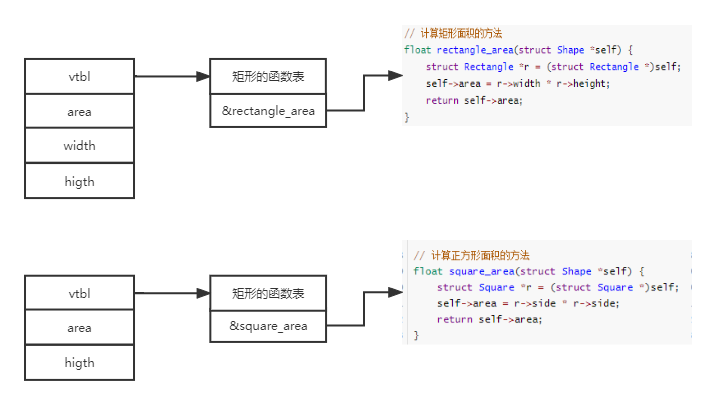 vtbl
area
width
higth
矩形的函数表
&rectangle_area
// 计算矩形面积的方法
float rectangle_area(struct Shape *self) {
    struct Rectangle *r = (struct Rectangle *)self;
    self->area = r->width * r->height;
    return self->area;
}
vtbl
area
higth
矩形的函数表
&square_area
// 计算正方形面积的方法
float square_area(struct Shape *self) {
    struct Square *r = (struct Square *)self;
    self->area = r->side * r->side;
    return self->area;
}